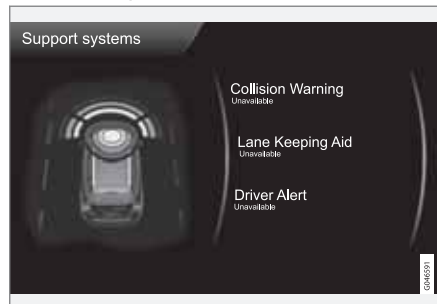 Support systems
Collision Warning
Unavailable
Lane Keeping Aid
Unavailable
Driver Alert
Unavailable
G046591